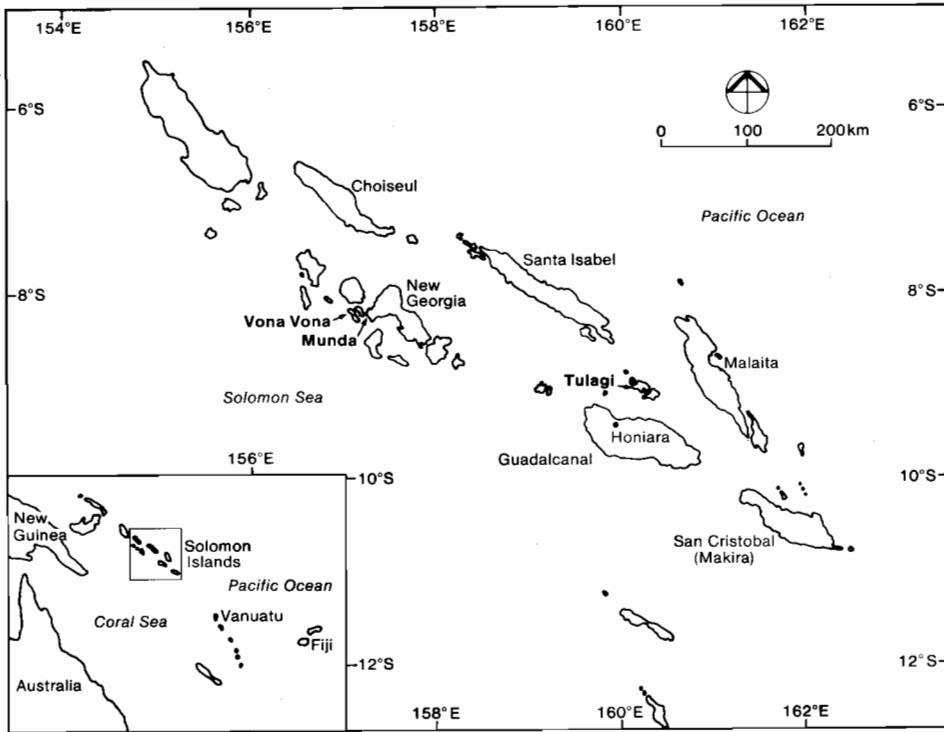 154°E
156°E
158°E
160°E
162°E
6°S
6°S
0
100
200km
Choiseul
Pacific Ocean
Santa Isabel
8°S
New
Georgia
8°S
Vona Vona
Munda
Malaita
Tulagi
Solomon Sea
Honiara
Guadalcanal
156°E
10°S
10°S
San Cristobal
(Makira)
New
Guinea
Solomon
Islands
Pacific Ocean
Coral Sea
Vanuatu
Fiji
Australia
12°S
12°S
158°E
160°E
162°E